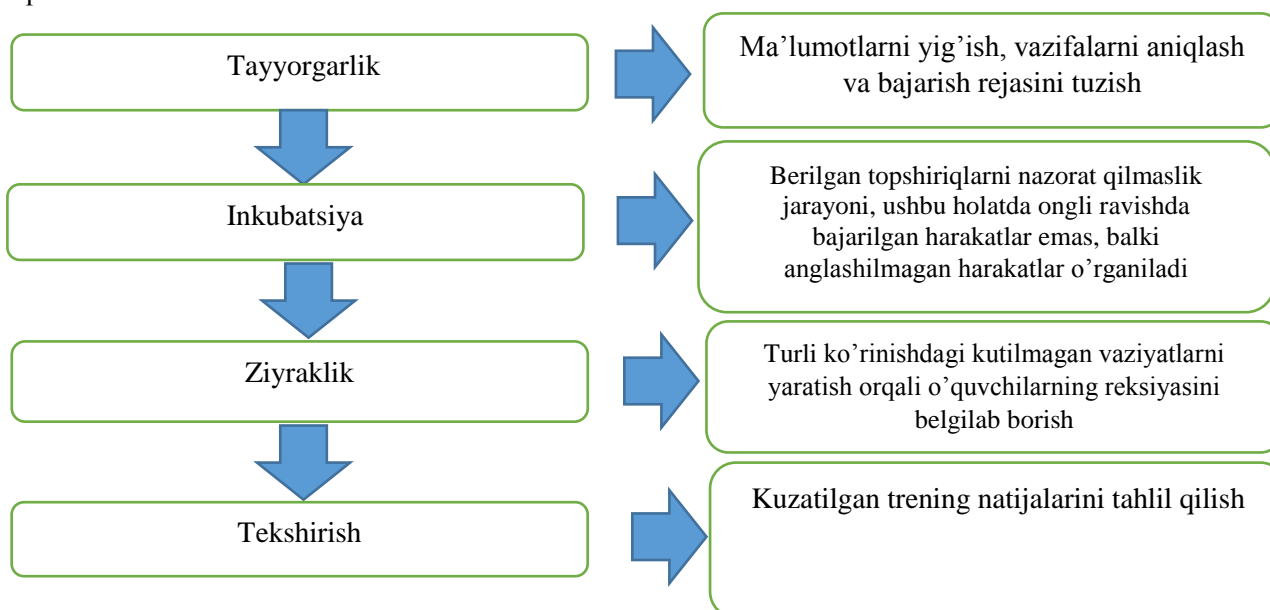 Tayyorgarlik
Ma’lumotlarni yig’ish, vazifalarni aniqlash
va bajarish rejasini tuzish
Inkubatsiya
Berilgan topshiriqlarni nazorat qilmaslik
jarayoni, ushbu holatda ongli ravishda
bajarilgan harakatlar emas, balki
anglashilmagan harakatlar o’rganiladi
Ziyraklik
Turli ko’rinishdagi kutilmagan vaziyatlarni
yaratish orqali o’quvchilarning reksiyasini
belgilab borish
Tekshirish
Kuzatilgan trening natijalarini tahlil qilish